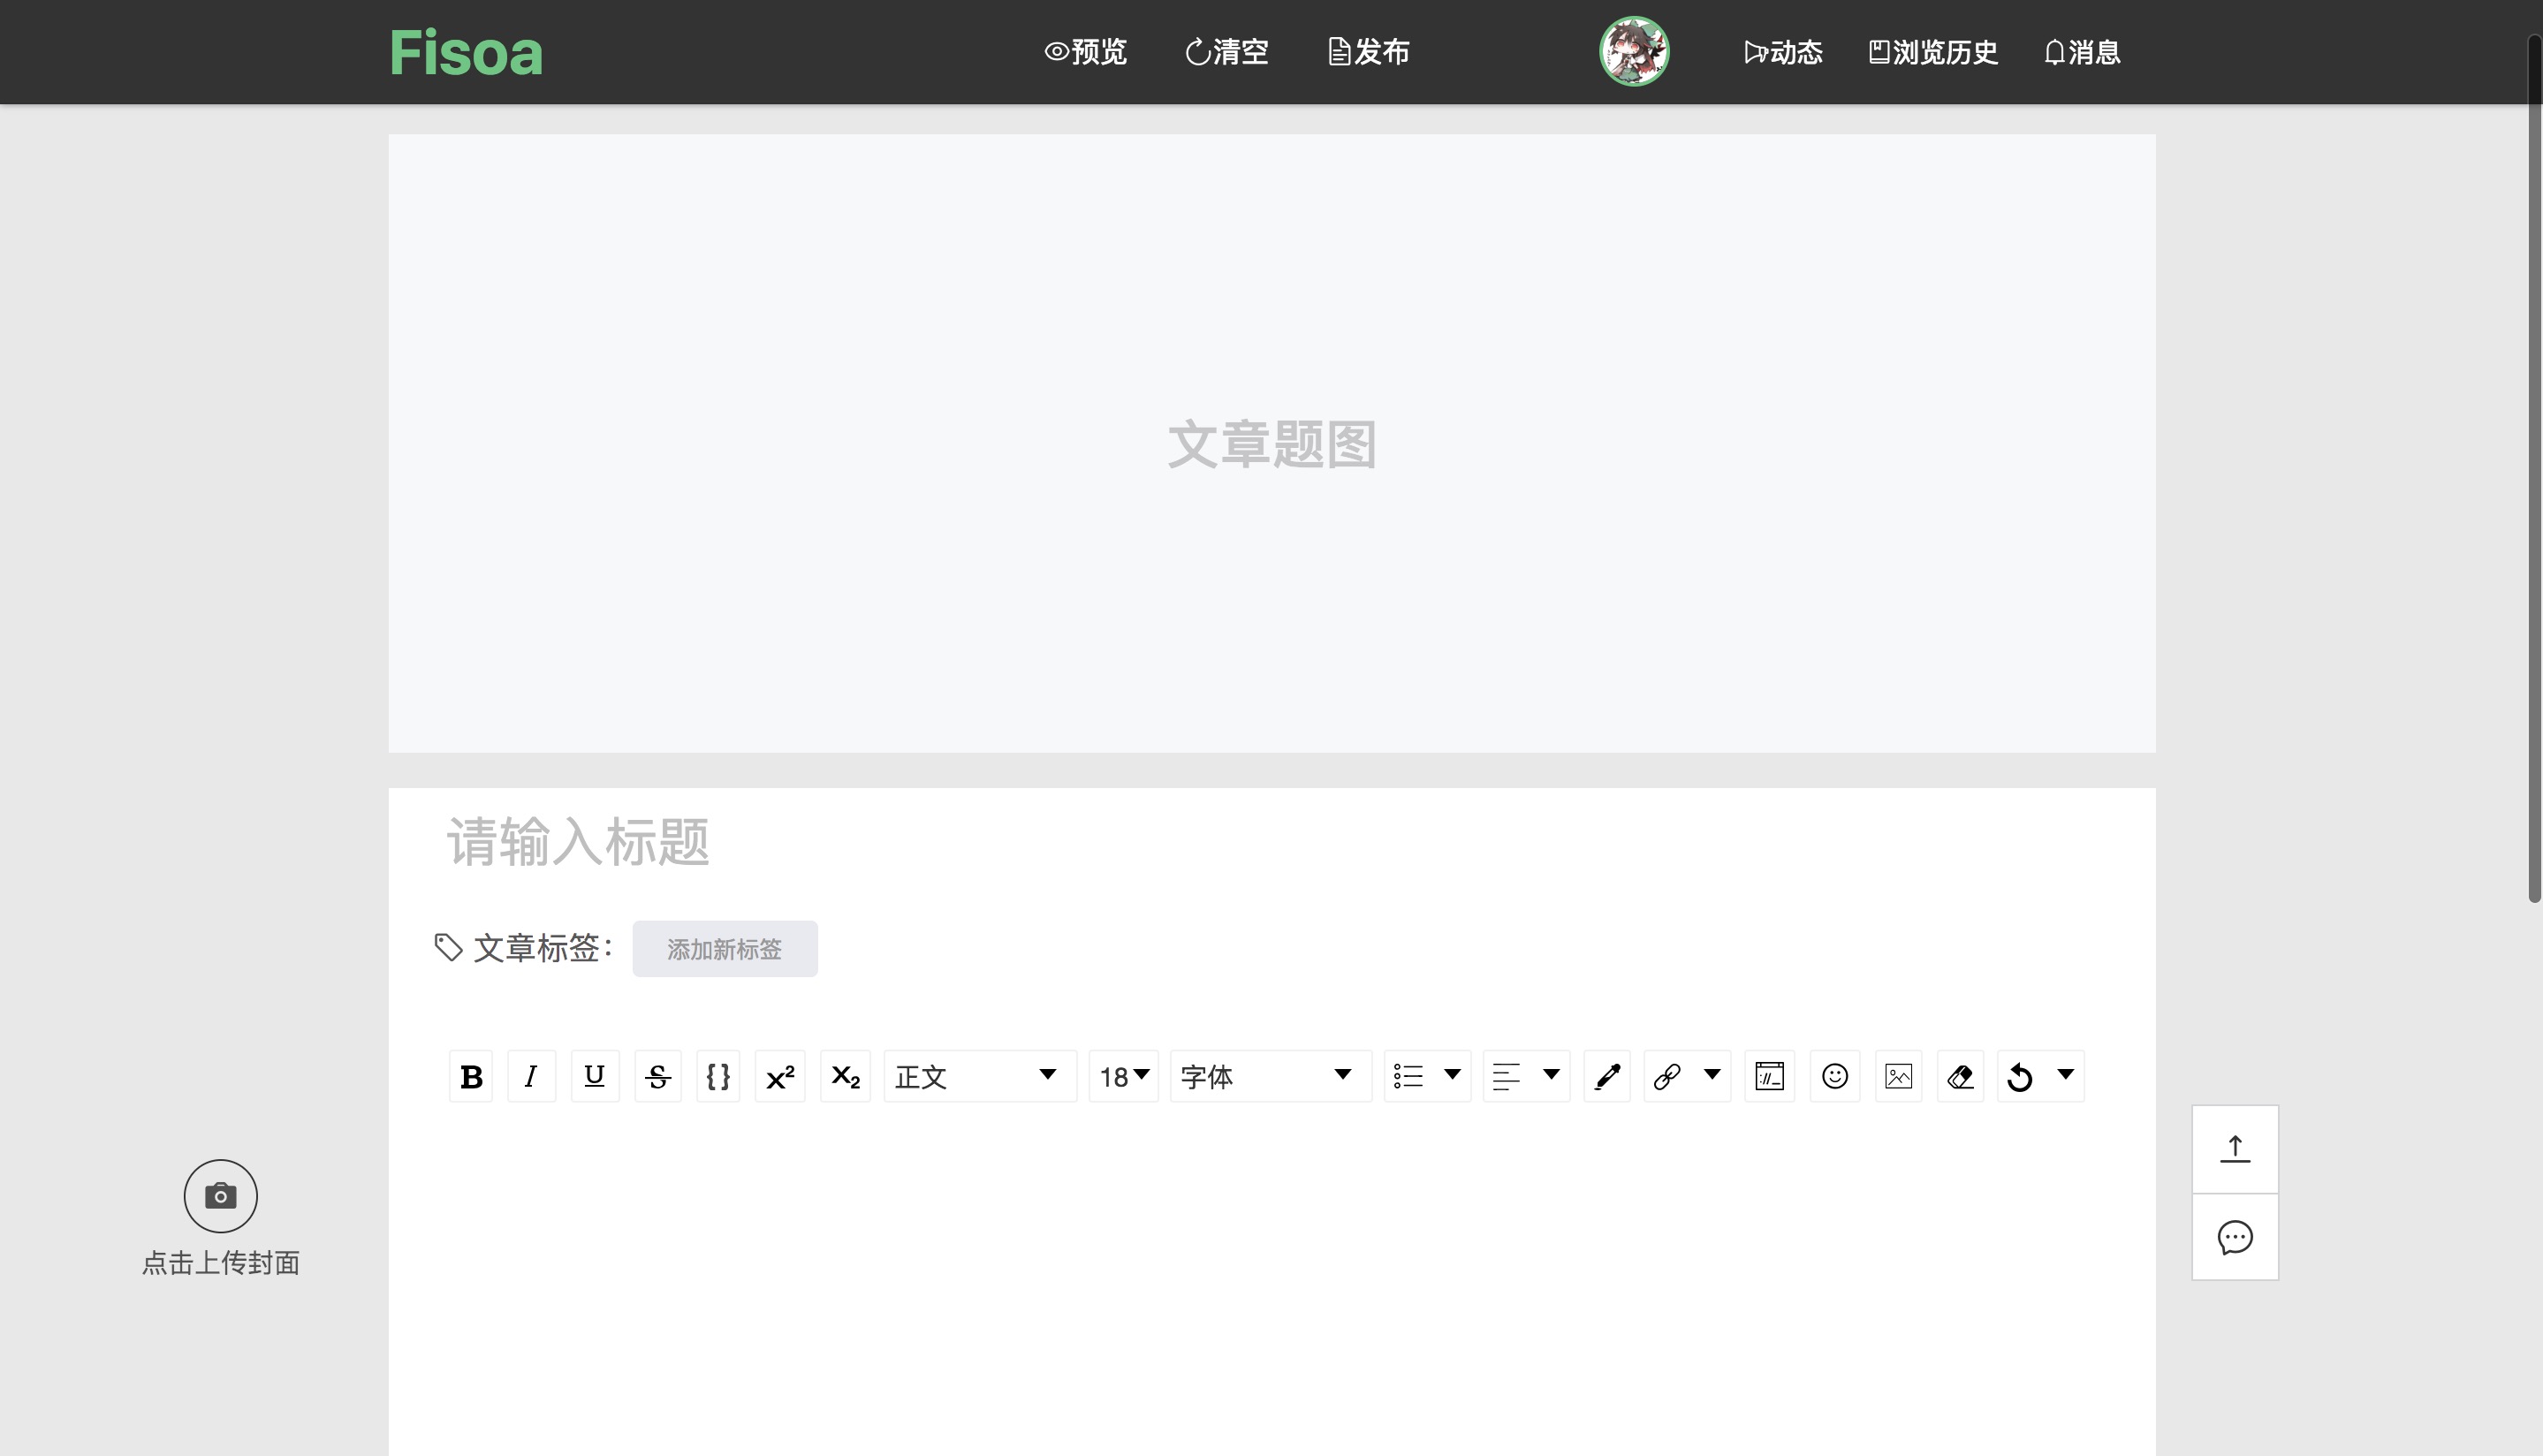 Fisoa 预览 清空 发布 动态 浏览历史 消息
文章题图
请输入标题
文章标签： 添加新标签
B I U S {} x² x₂ 正文 18 字体
点击上传封面